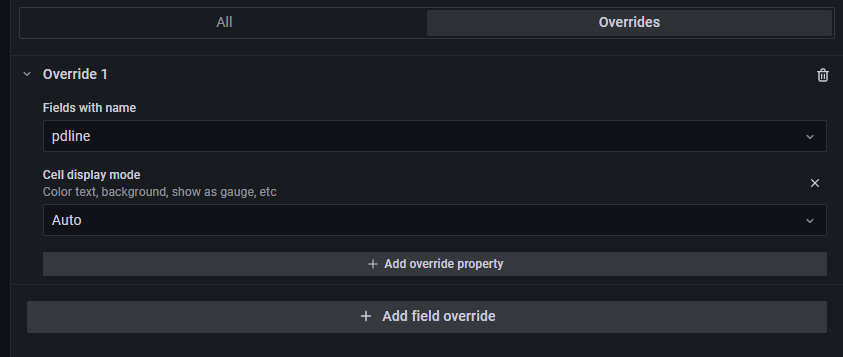 All
Overrides
Override 1
Fields with name
pdline
Cell display mode
Color text, background, show as gauge, etc
Auto
+ Add override property
+ Add field override